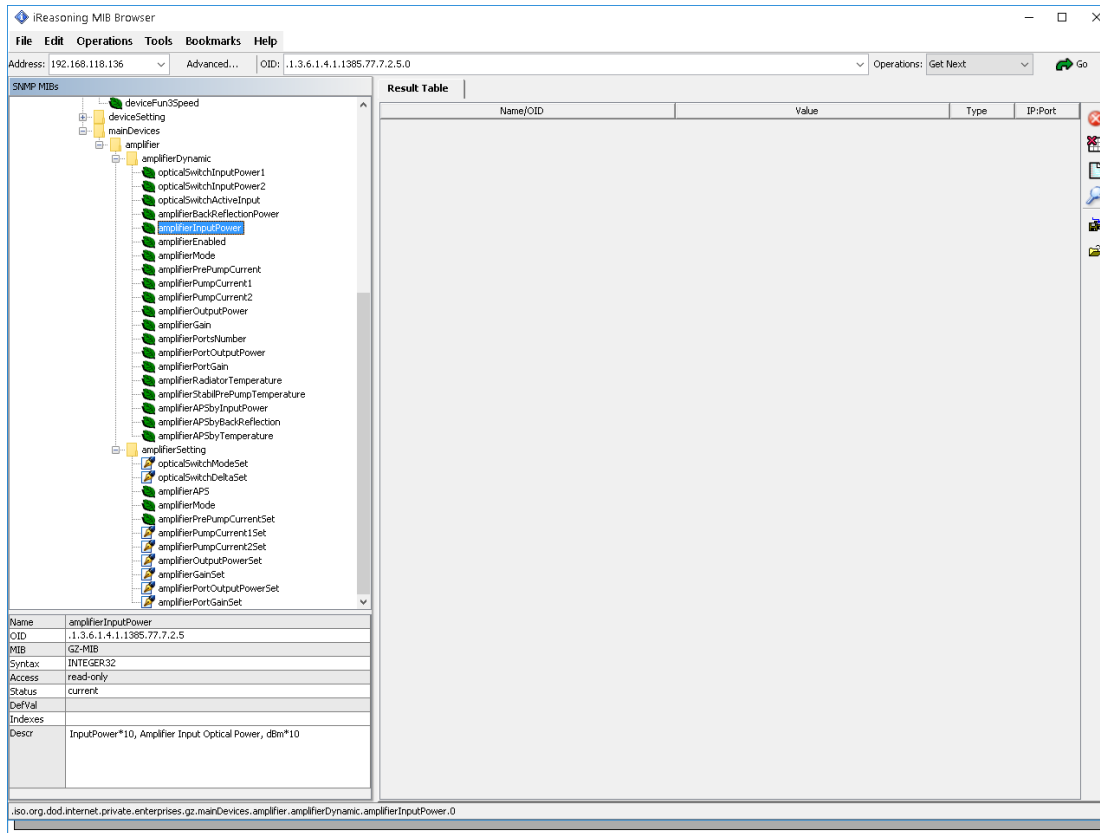 iReasoning MIB Browser
File Edit Operations Tools Bookmarks Help
Address: 192.168.118.136 Advanced... OID: .1.3.6.1.4.1.1385.77.7.2.5.0 Operations: Get Next Go
SNMP MIBs
Result Table
Name/OID Value Type IP:Port
deviceFun3Speed
deviceSetting
mainDevices
amplifier
amplifierDynamic
opticalSwitchInputPower1
opticalSwitchInputPower2
opticalSwitchActiveInput
amplifierBackReflectionPower
amplifierInputPower
amplifierEnabled
amplifierMode
amplifierPrePumpCurrent
amplifierPumpCurrent1
amplifierPumpCurrent2
amplifierOutputPower
amplifierGain
amplifierPortsNumber
amplifierPortOutputPower
amplifierPortGain
amplifierRadiatorTemperature
amplifierStabilPrePumpTemperature
amplifierAPSbyInputPower
amplifierAPSbyBackReflection
amplifierAPSbyTemperature
amplifierSetting
opticalSwitchModeSet
opticalSwitchDeltaSet
amplifierAPS
amplifierMode
amplifierPrePumpCurrentSet
amplifierPumpCurrent1Set
amplifierPumpCurrent2Set
amplifierOutputPowerSet
amplifierGainSet
amplifierPortOutputPowerSet
amplifierPortGainSet
Name amplifierInputPower
OID .1.3.6.1.4.1.1385.77.7.2.5
MIB GZ-MIB
Syntax INTEGER32
Access read-only
Status current
DefVal
Indexes
Descr InputPower*10, Amplifier Input Optical Power, dBm*10
.iso.org.dod.internet.private.enterprises.gz.mainDevices.amplifier.amplifierDynamic.amplifierInputPower.0